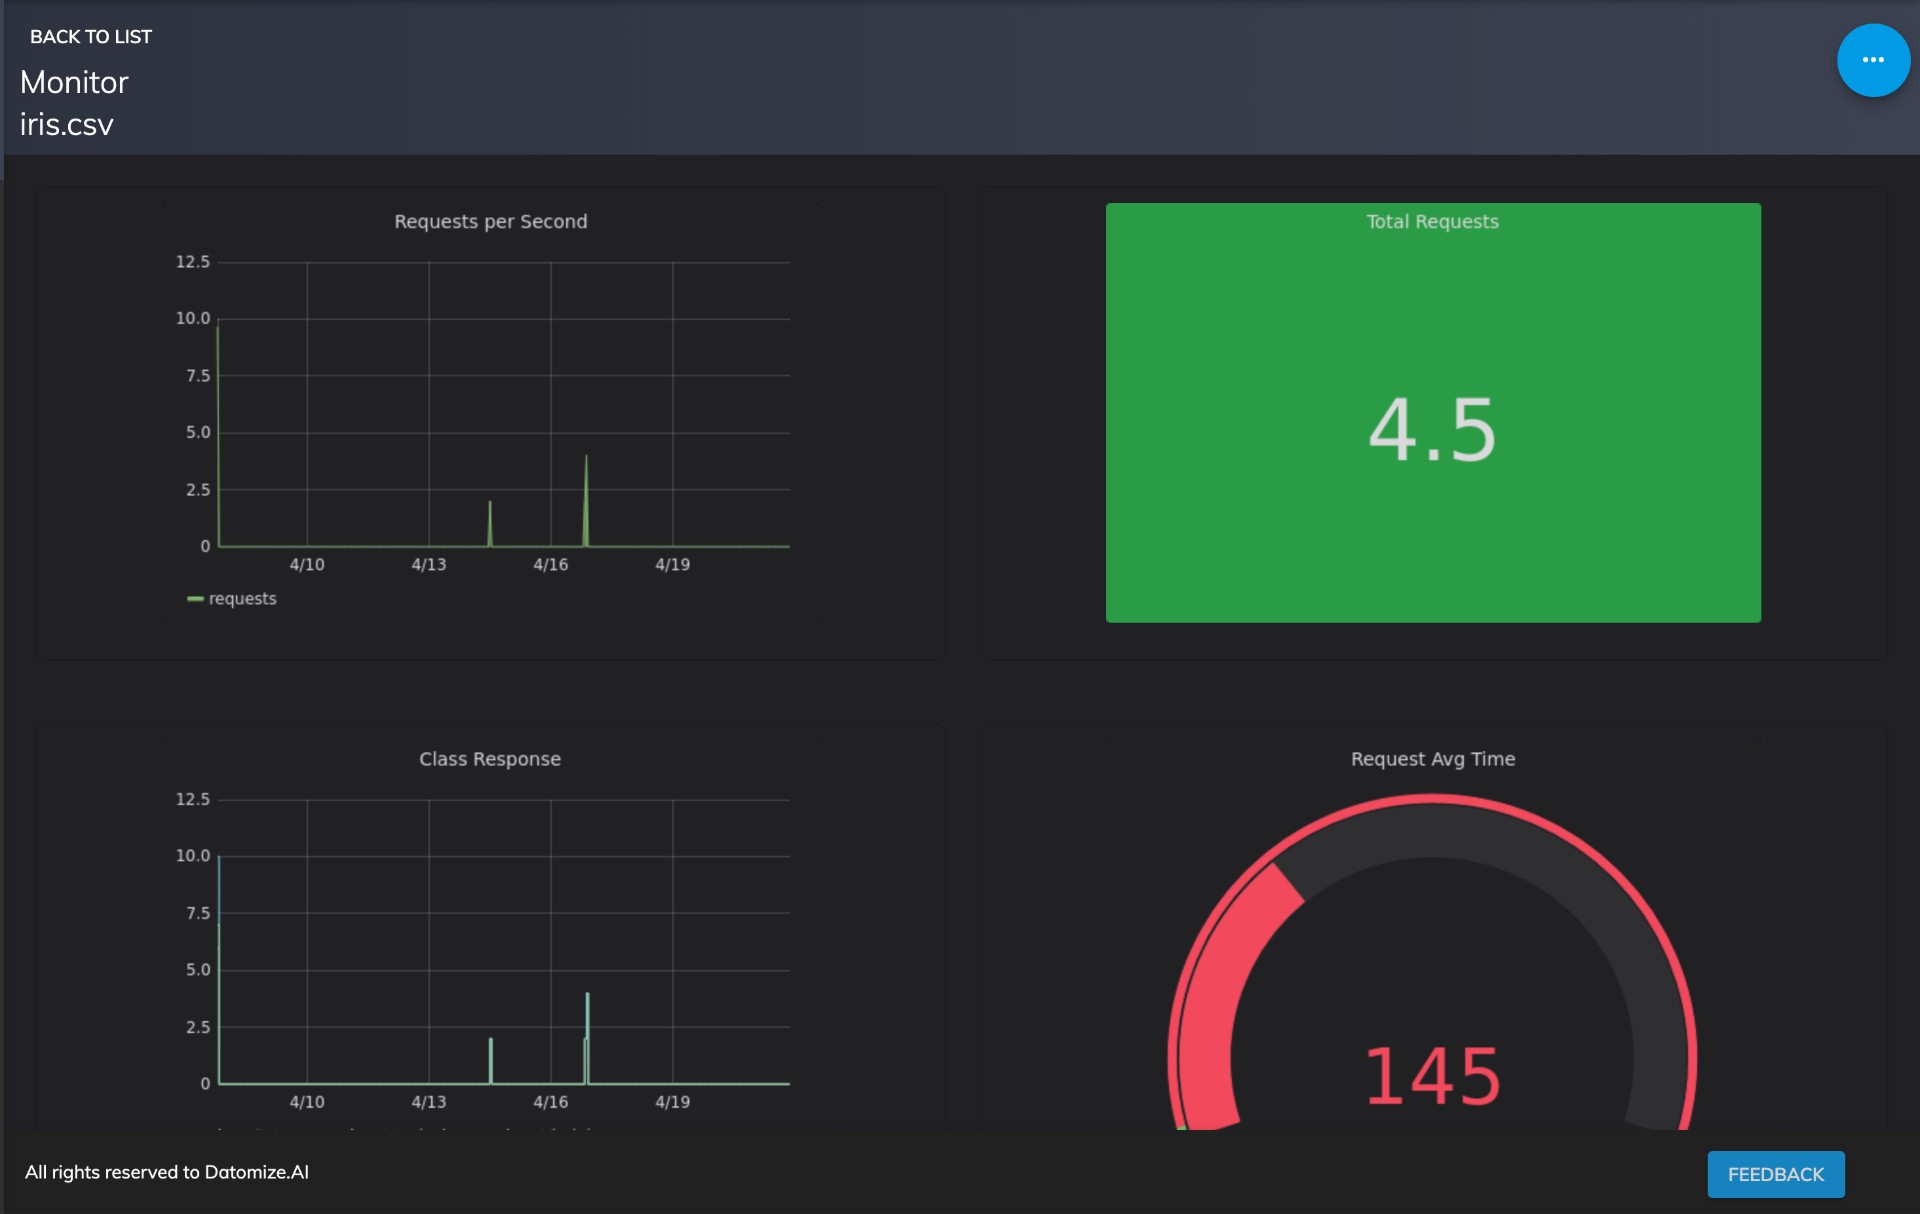 BACK TO LIST
Monitor
iris.csv
Requests per Second
12.5
10.0
7.5
5.0
2.5
0
4/10 4/13 4/16 4/19
requests
Total Requests
4.5
Class Response
12.5
10.0
7.5
5.0
2.5
0
4/10 4/13 4/16 4/19
Request Avg Time
145
All rights reserved to Datomize.AI
FEEDBACK